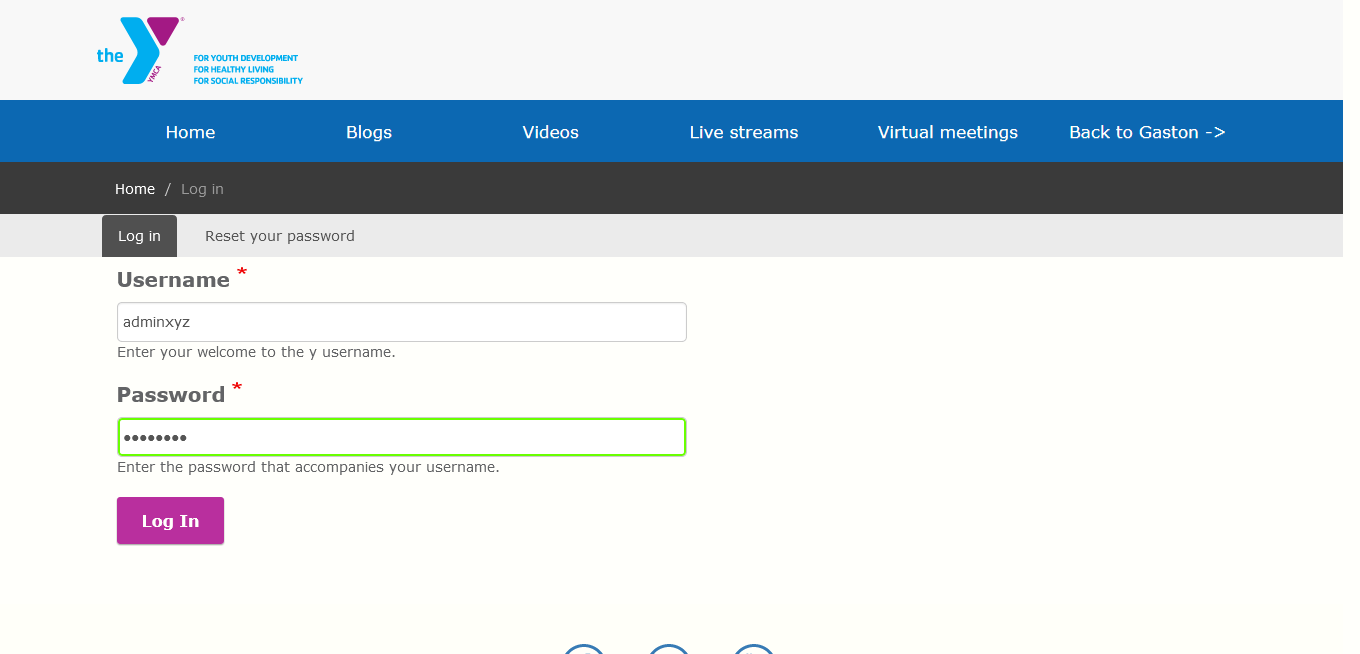 the
YMCA
®
FOR YOUTH DEVELOPMENT
FOR HEALTHY LIVING
FOR SOCIAL RESPONSIBILITY
Home Blogs Videos Live streams Virtual meetings Back to Gaston ->
Home / Log in
Log in Reset your password
Username *
adminxyz
Enter your welcome to the y username.
Password *
••••••••
Enter the password that accompanies your username.
Log In